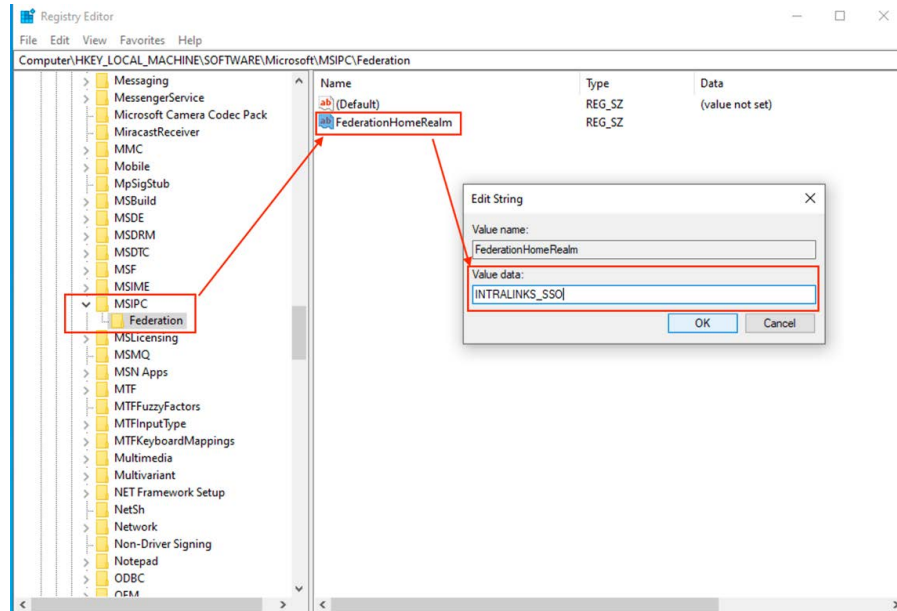 Registry Editor
File Edit View Favorites Help
Computer\HKEY_LOCAL_MACHINE\SOFTWARE\Microsoft\MSIPC\Federation
Messaging
MessengerService
Microsoft Camera Codec Pack
MiracastReceiver
MMC
Mobile
MpSigStub
MSBuild
MSDE
MSDRM
MSDTC
MSF
MSIME
MSIPC
Federation
MSLicensing
MSMQ
MSN Apps
MTF
MTFFuzzyFactors
MTFInputType
MTFKeyboardMappings
Multimedia
Multivariant
NET Framework Setup
NetSh
Network
Non-Driver Signing
Notepad
ODBC
OEM
Name Type Data
ab (Default) REG_SZ (value not set)
ab FederationHomeRealm REG_SZ
Edit String
Value name:
FederationHomeRealm
Value data:
INTRALINKS_SSO
OK Cancel